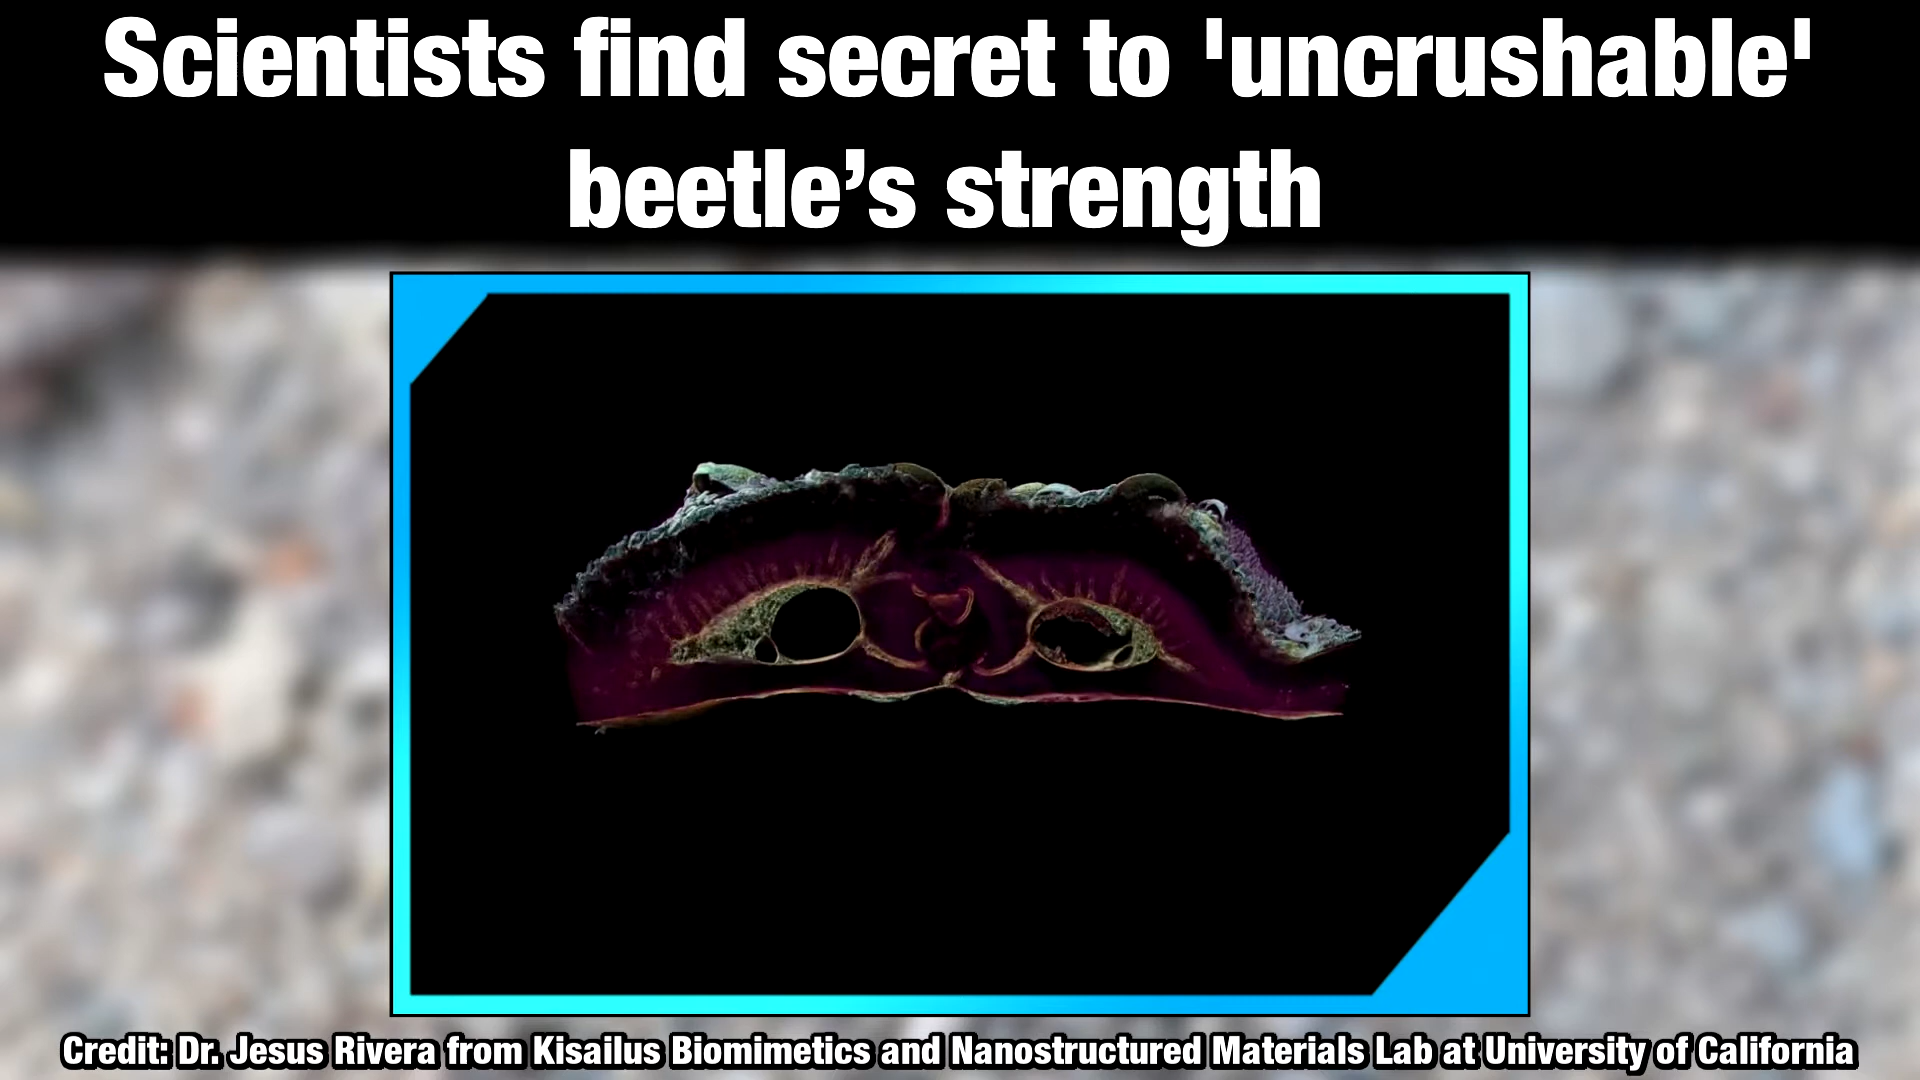 Scientists find secret to 'uncrushable'
beetle’s strength
Credit: Dr. Jesus Rivera from Kisailus Biomimetics and Nanostructured Materials Lab at University of California